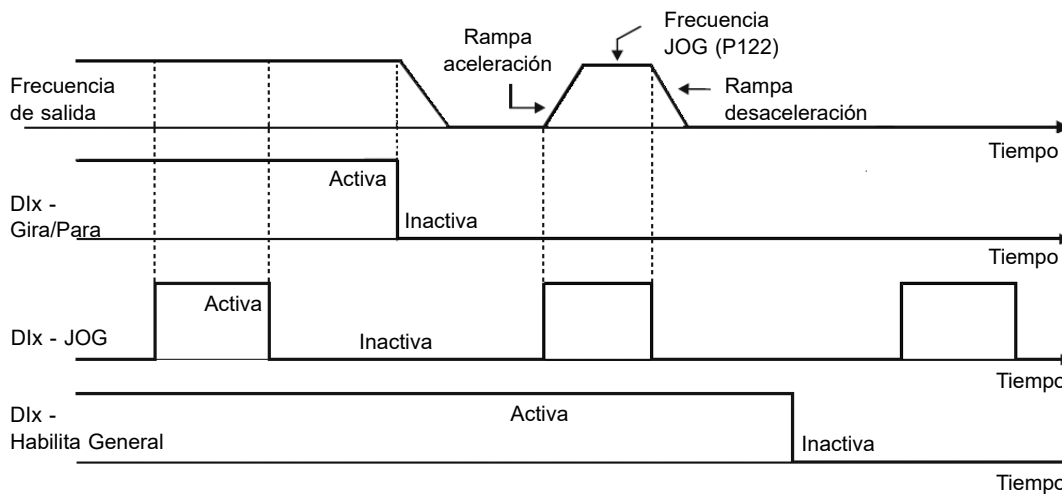 Frecuencia
JOG (P122)
Rampa
aceleración
Frecuencia
de salida
Rampa
desaceleración
Tiempo
Activa
DIx -
Gira/Para
Inactiva
Tiempo
Activa
DIx - JOG
Inactiva
Tiempo
DIx -
Habilita General
Activa
Inactiva
Tiempo